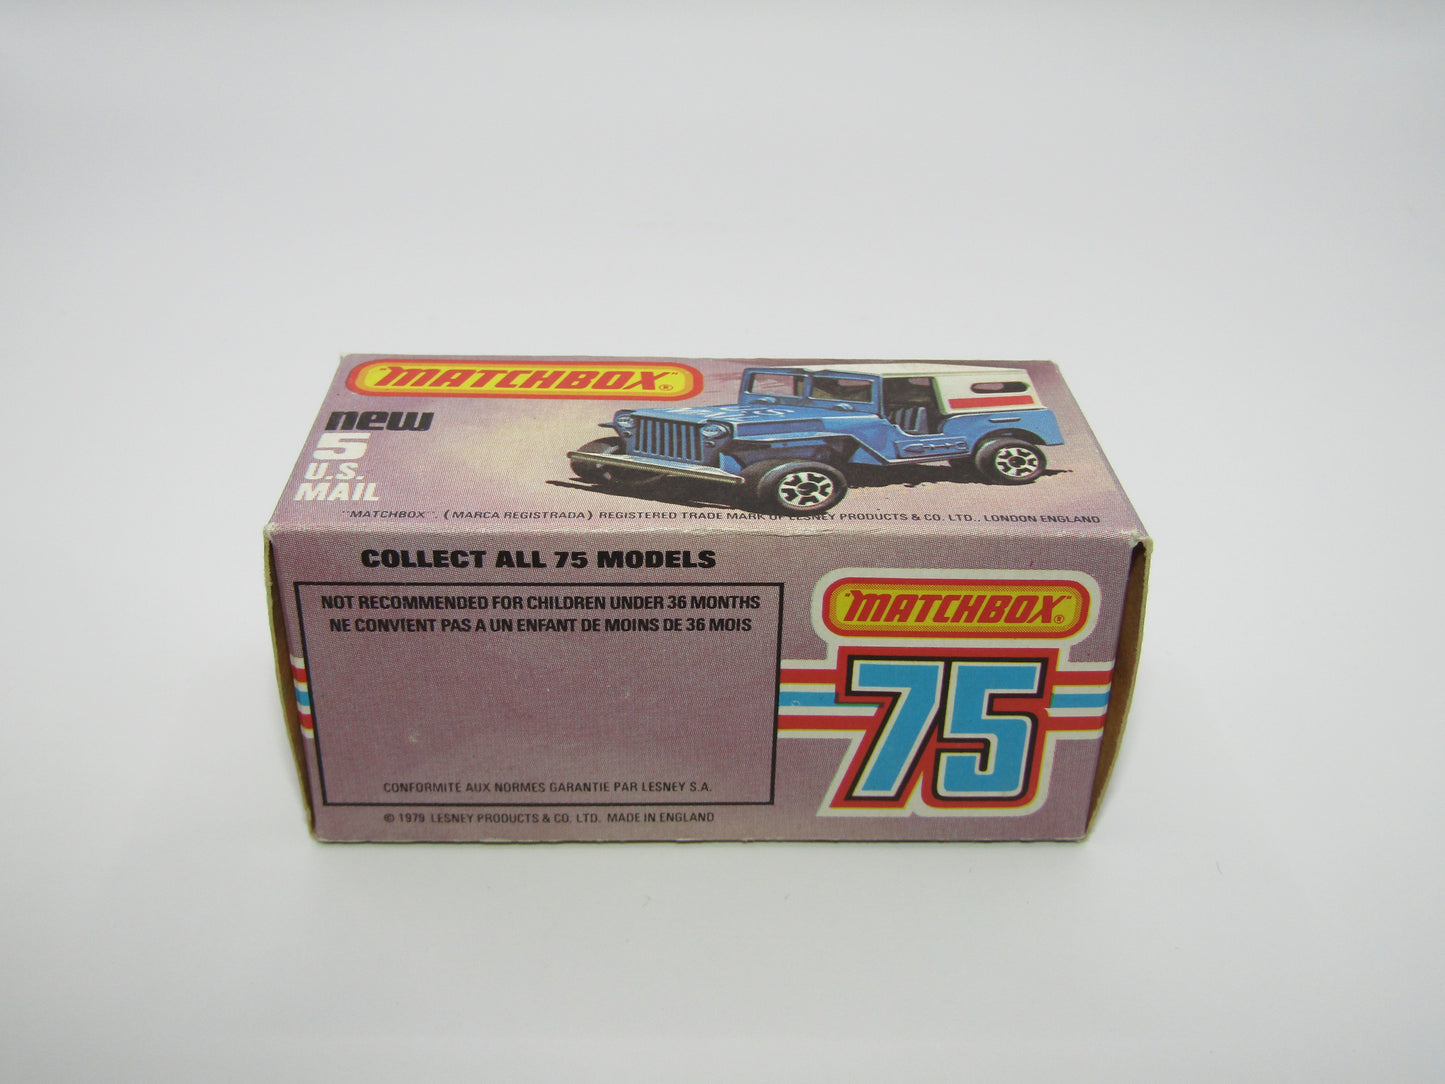 "MATCHBOX"®
new
5
U.S.
MAIL
"MATCHBOX". (MARCA REGISTRADA) REGISTERED TRADE MARK OF LESNEY PRODUCTS & CO. LTD., LONDON ENGLAND
COLLECT ALL 75 MODELS
NOT RECOMMENDED FOR CHILDREN UNDER 36 MONTHS
NE CONVIENT PAS A UN ENFANT DE MOINS DE 36 MOIS
CONFORMITÉ AUX NORMES GARANTIE PAR LESNEY S.A.
© 1979 LESNEY PRODUCTS & CO. LTD. MADE IN ENGLAND
"MATCHBOX"®
75